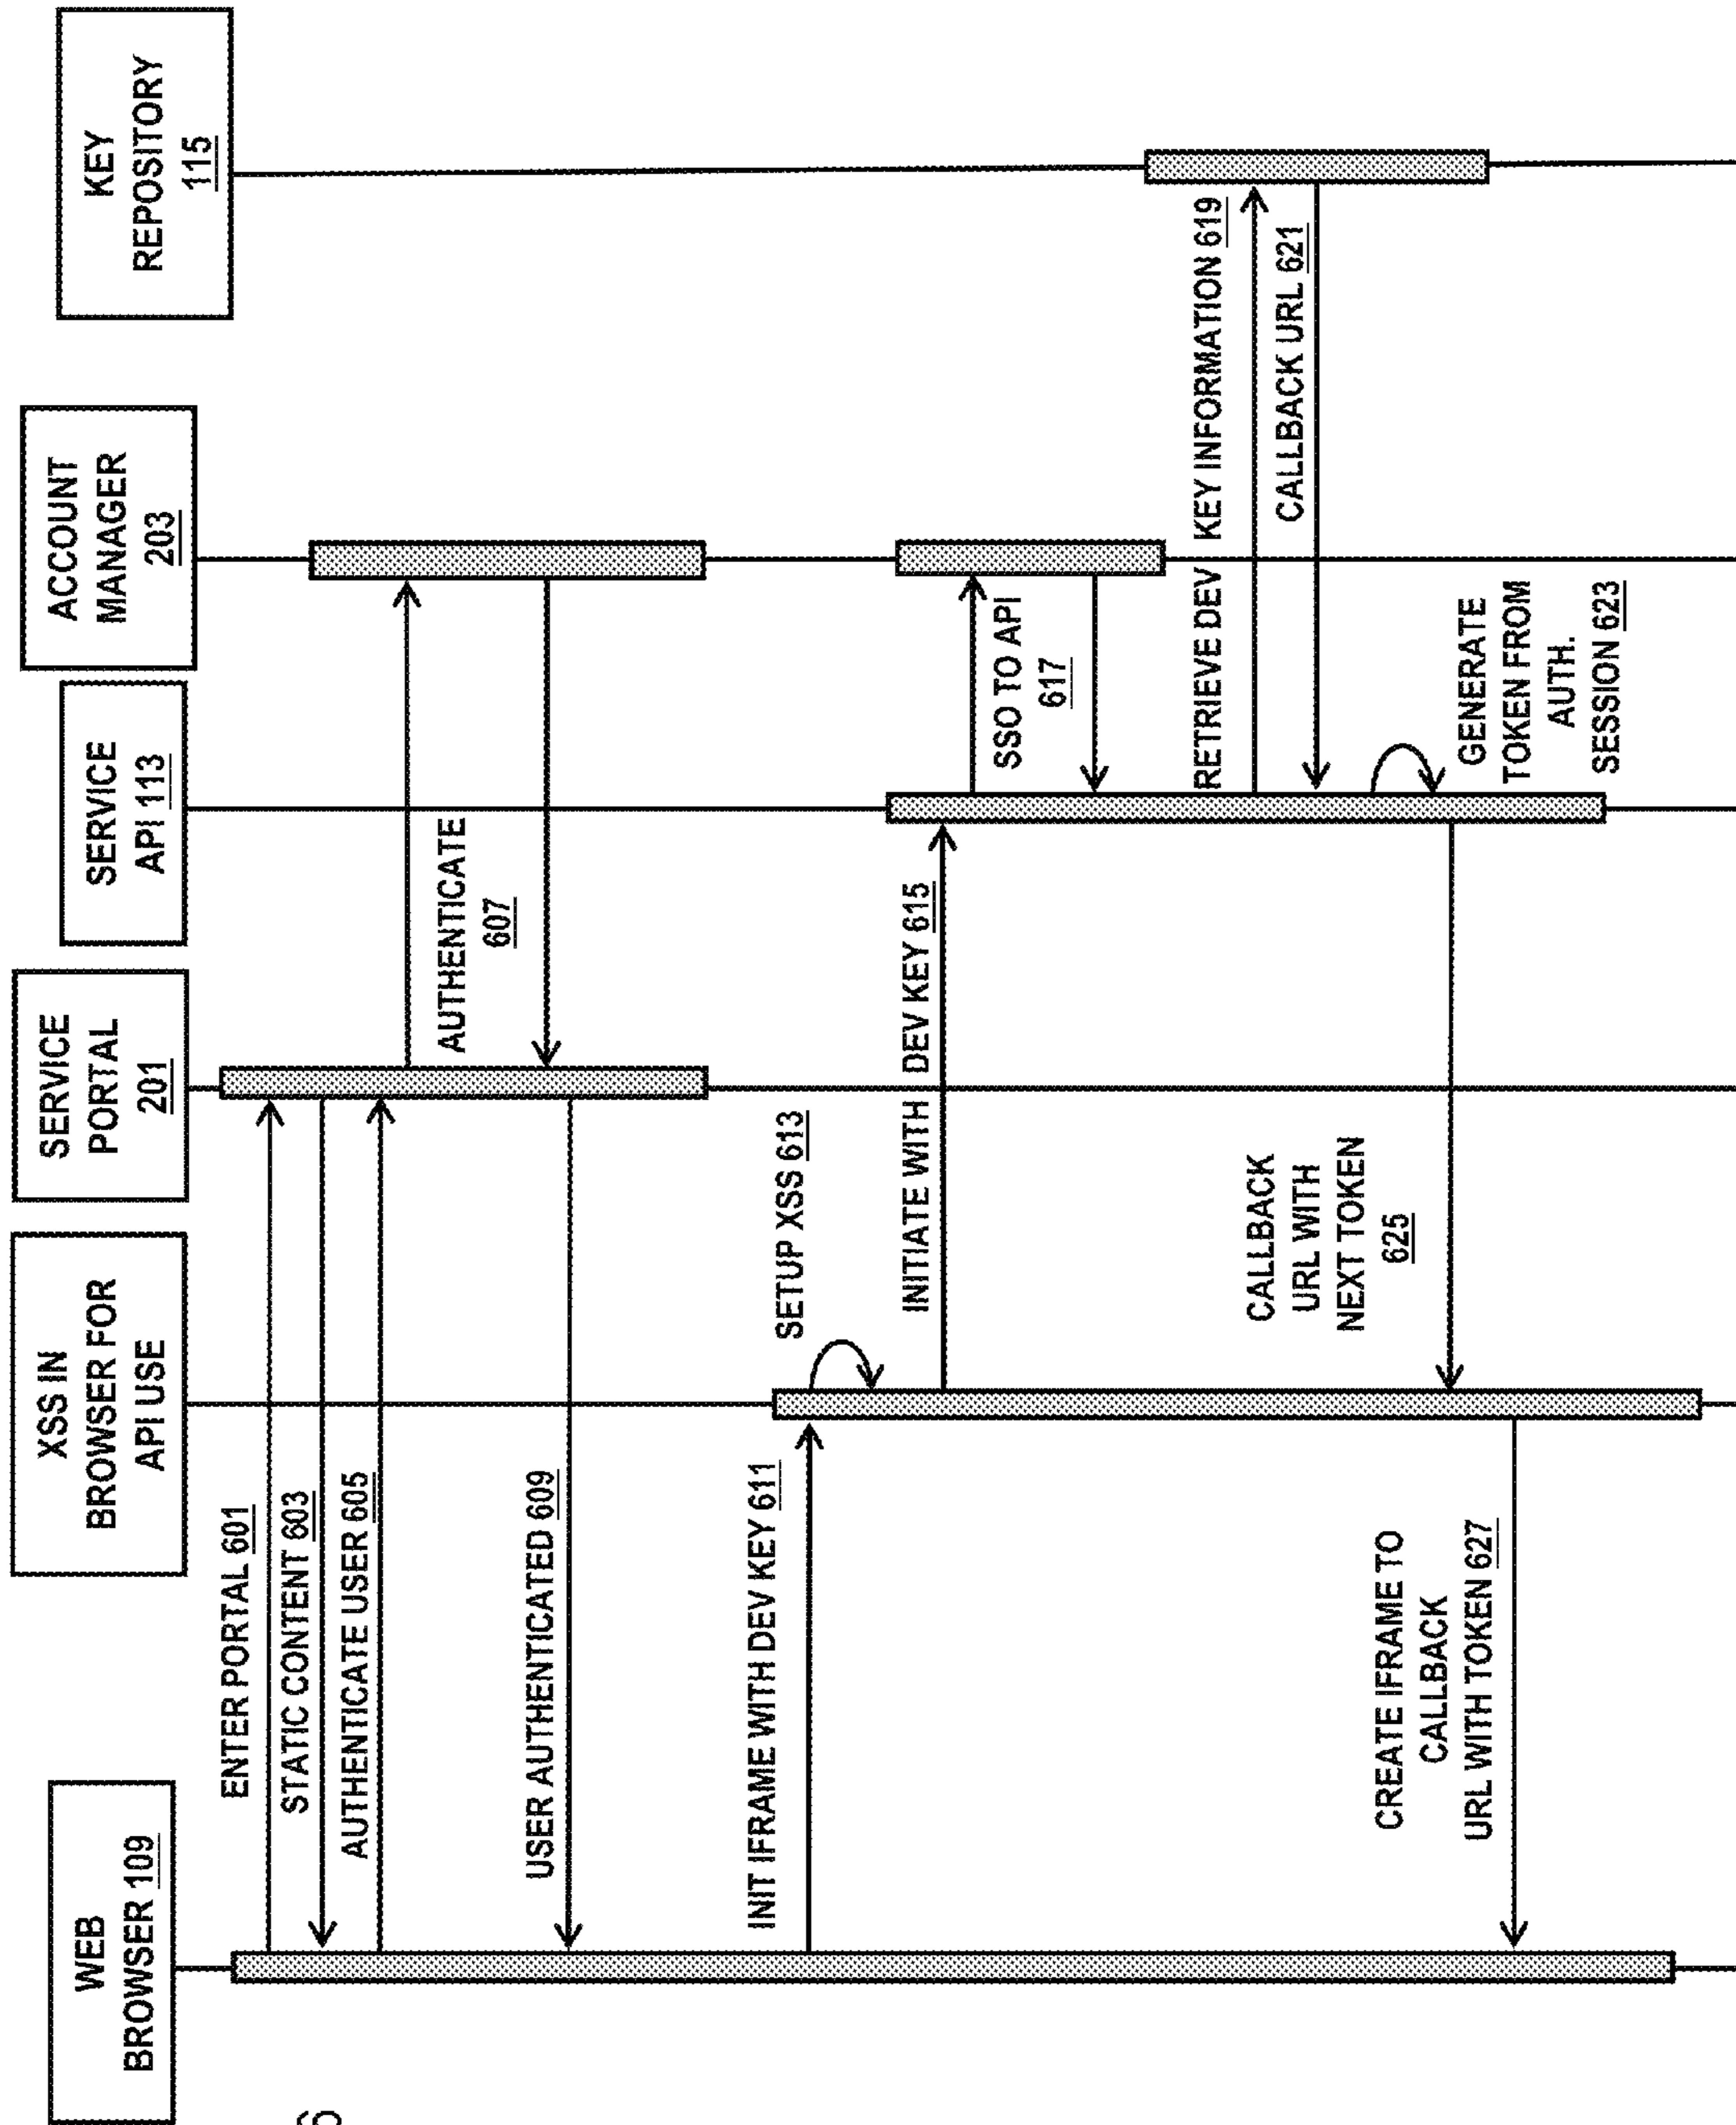 WEB
BROWSER 109
XSS IN
BROWSER FOR
API USE
SERVICE
PORTAL
201
SERVICE
API 113
ACCOUNT
MANAGER
203
KEY
REPOSITORY
115
ENTER PORTAL 601
STATIC CONTENT 603
AUTHENTICATE USER 605
AUTHENTICATE
607
USER AUTHENTICATED 609
INIT IFRAME WITH DEV KEY 611
SETUP XSS 613
INITIATE WITH DEV KEY 615
SSO TO API
617
RETRIEVE DEV KEY INFORMATION 619
CALLBACK URL 621
GENERATE
TOKEN FROM
AUTH.
SESSION 623
CALLBACK
URL WITH
NEXT TOKEN
625
CREATE IFRAME TO
CALLBACK
URL WITH TOKEN 627
6